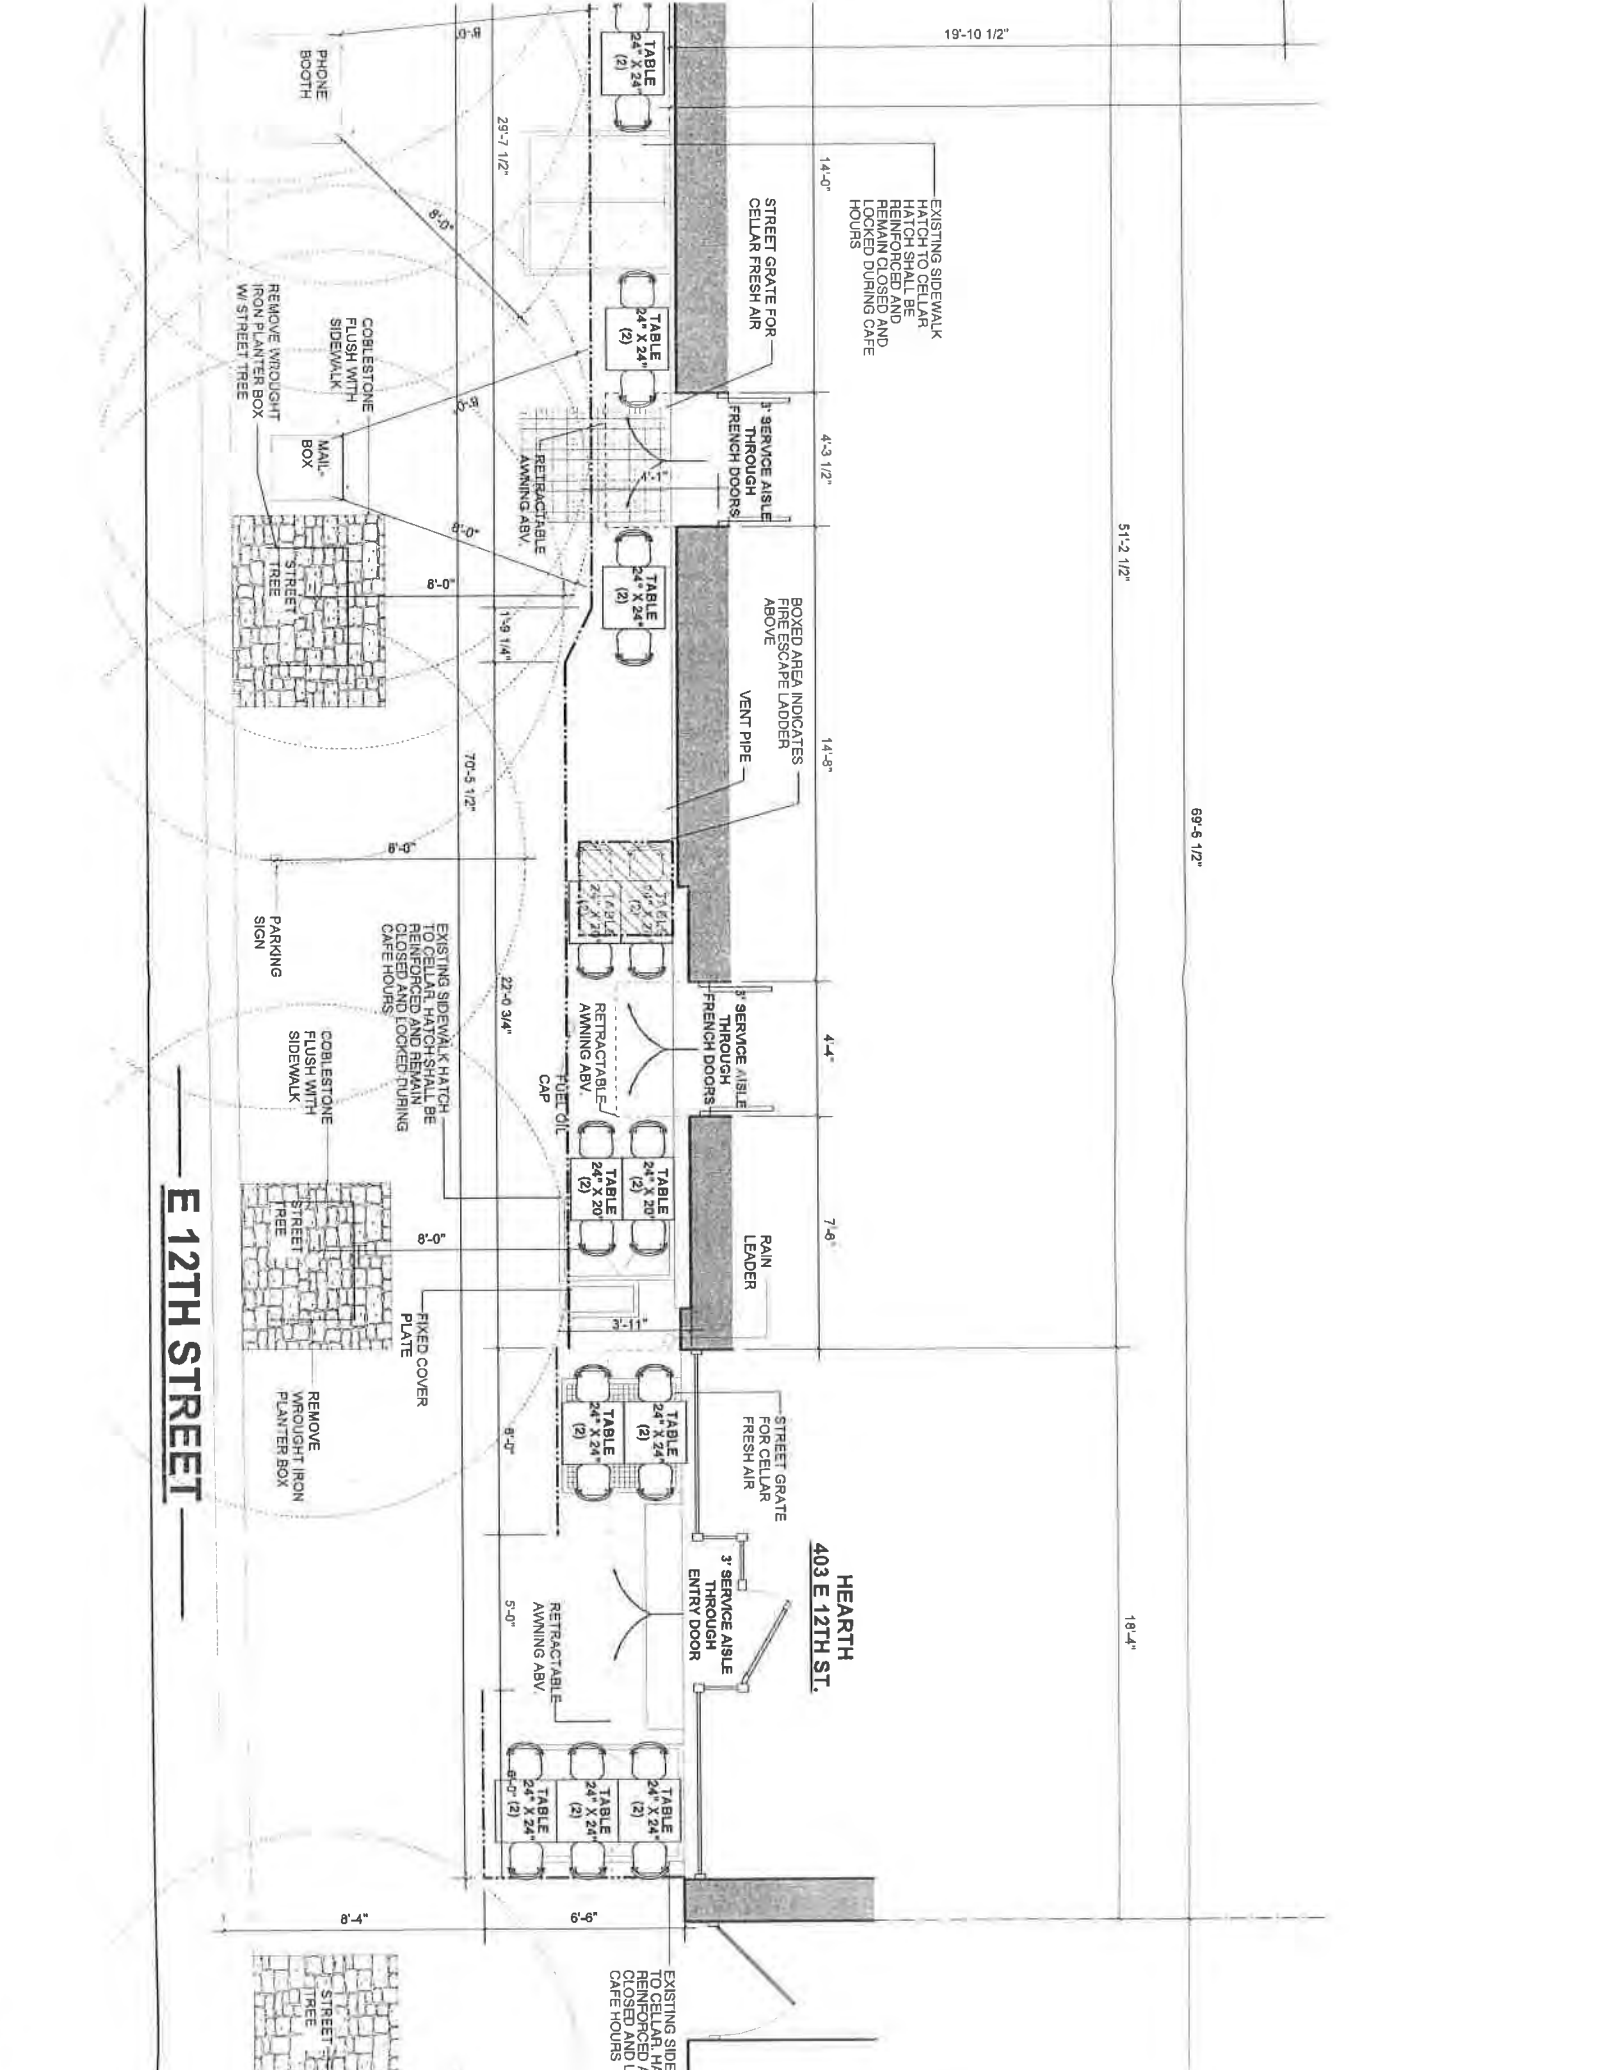 19'-10 1/2"
51'-2 1/2"
69'-6 1/2"
18'-4"
14'-0"
4'-3 1/2"
14'-8"
4'-4"
EXISTING SIDEWALK
HATCH TO CELLAR
HATCH SHALL BE
REINFORCED AND
REMAIN CLOSED AND
LOCKED DURING CAFE
HOURS
STREET GRATE FOR
CELLAR FRESH AIR
3' SERVICE AISLE
THROUGH
FRENCH DOORS
BOXED AREA INDICATES
FIRE ESCAPE LADDER
ABOVE
VENT PIPE
3' SERVICE AISLE
THROUGH
FRENCH DOORS
RAIN
LEADER
STREET GRATE
FOR CELLAR
FRESH AIR
HEARTH
403 E 12TH ST.
3' SERVICE AISLE
THROUGH
ENTRY DOOR
TABLE
24" X 24"
(2)
TABLE
24" X 24"
(2)
TABLE
24" X 24"
(2)
RETRACTABLE
AWNING ABV.
RETRACTABLE
AWNING ABV.
TABLE
24" X 20"
(2)
TABLE
24" X 20"
(2)
3'-11"
TABLE
24" X 24"
(2)
TABLE
24" X 24"
(2)
RETRACTABLE
AWNING ABV.
TABLE
24" X 24"
(2)
TABLE
24" X 24"
(2)
TABLE
24" X 24"
(2)
FUEL OIL
CAP
29'-7 1/2"
1'-9 1/4"
22'-0 3/4"
5'-0"
70'-5 1/2"
8'-0"
8'-0"
8'-0"
8'-0"
8'-0"
8'-0"
PHONE
BOOTH
COBLESTONE
FLUSH WITH
SIDEWALK
REMOVE WROUGHT
IRON PLANTER BOX
W/ STREET TREE
MAIL-
BOX
STREET
TREE
PARKING
SIGN
EXISTING SIDEWALK HATCH
TO CELLAR. HATCH SHALL BE
REINFORCED AND REMAIN
CLOSED AND LOCKED DURING
CAFE HOURS
COBLESTONE
FLUSH WITH
SIDEWALK
STREET
TREE
FIXED COVER
PLATE
REMOVE
WROUGHT IRON
PLANTER BOX
E 12TH STREET
8'-4"
6'-6"
STREET
TREE
EXISTING SIDE
TO CELLAR. HA
REINFORCED A
CLOSED AND L
CAFE HOURS